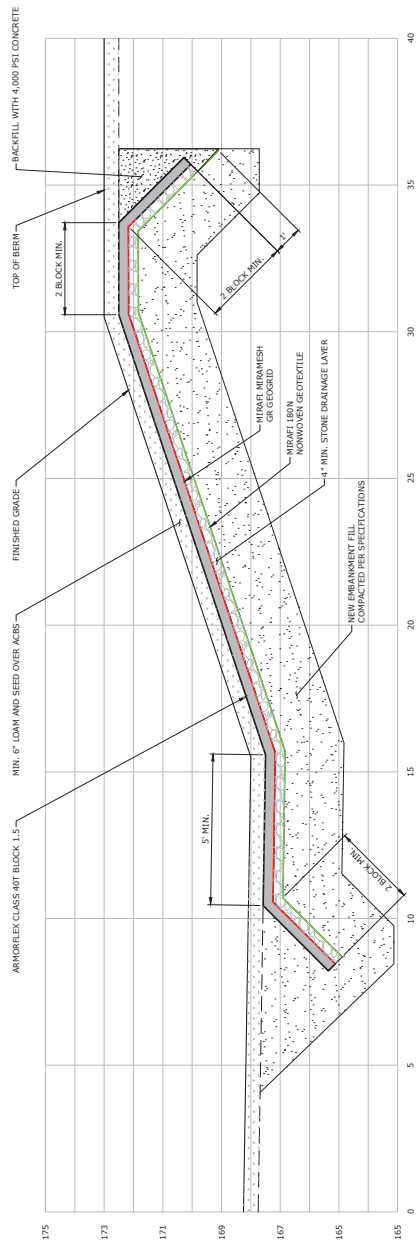 ARMORFLEX CLASS 40T BLOCK 1.5
MIN. 6" LOAM AND SEED OVER ACBS
FINISHED GRADE
TOP OF BERM
BACKFILL WITH 4,000 PSI CONCRETE
175
173
171
169
167
165
165
5' MIN.
2 BLOCK MIN.
2 BLOCK MIN.
2 BLOCK MIN.
1'
MIRAFI MIRAMESH
GR GEOGRID
MIRAFI 180N
NONWOVEN GEOTEXTILE
4" MIN. STONE DRAINAGE LAYER
NEW EMBANKMENT FILL
COMPACTED PER SPECIFICATIONS
0
5
10
15
20
25
30
35
40